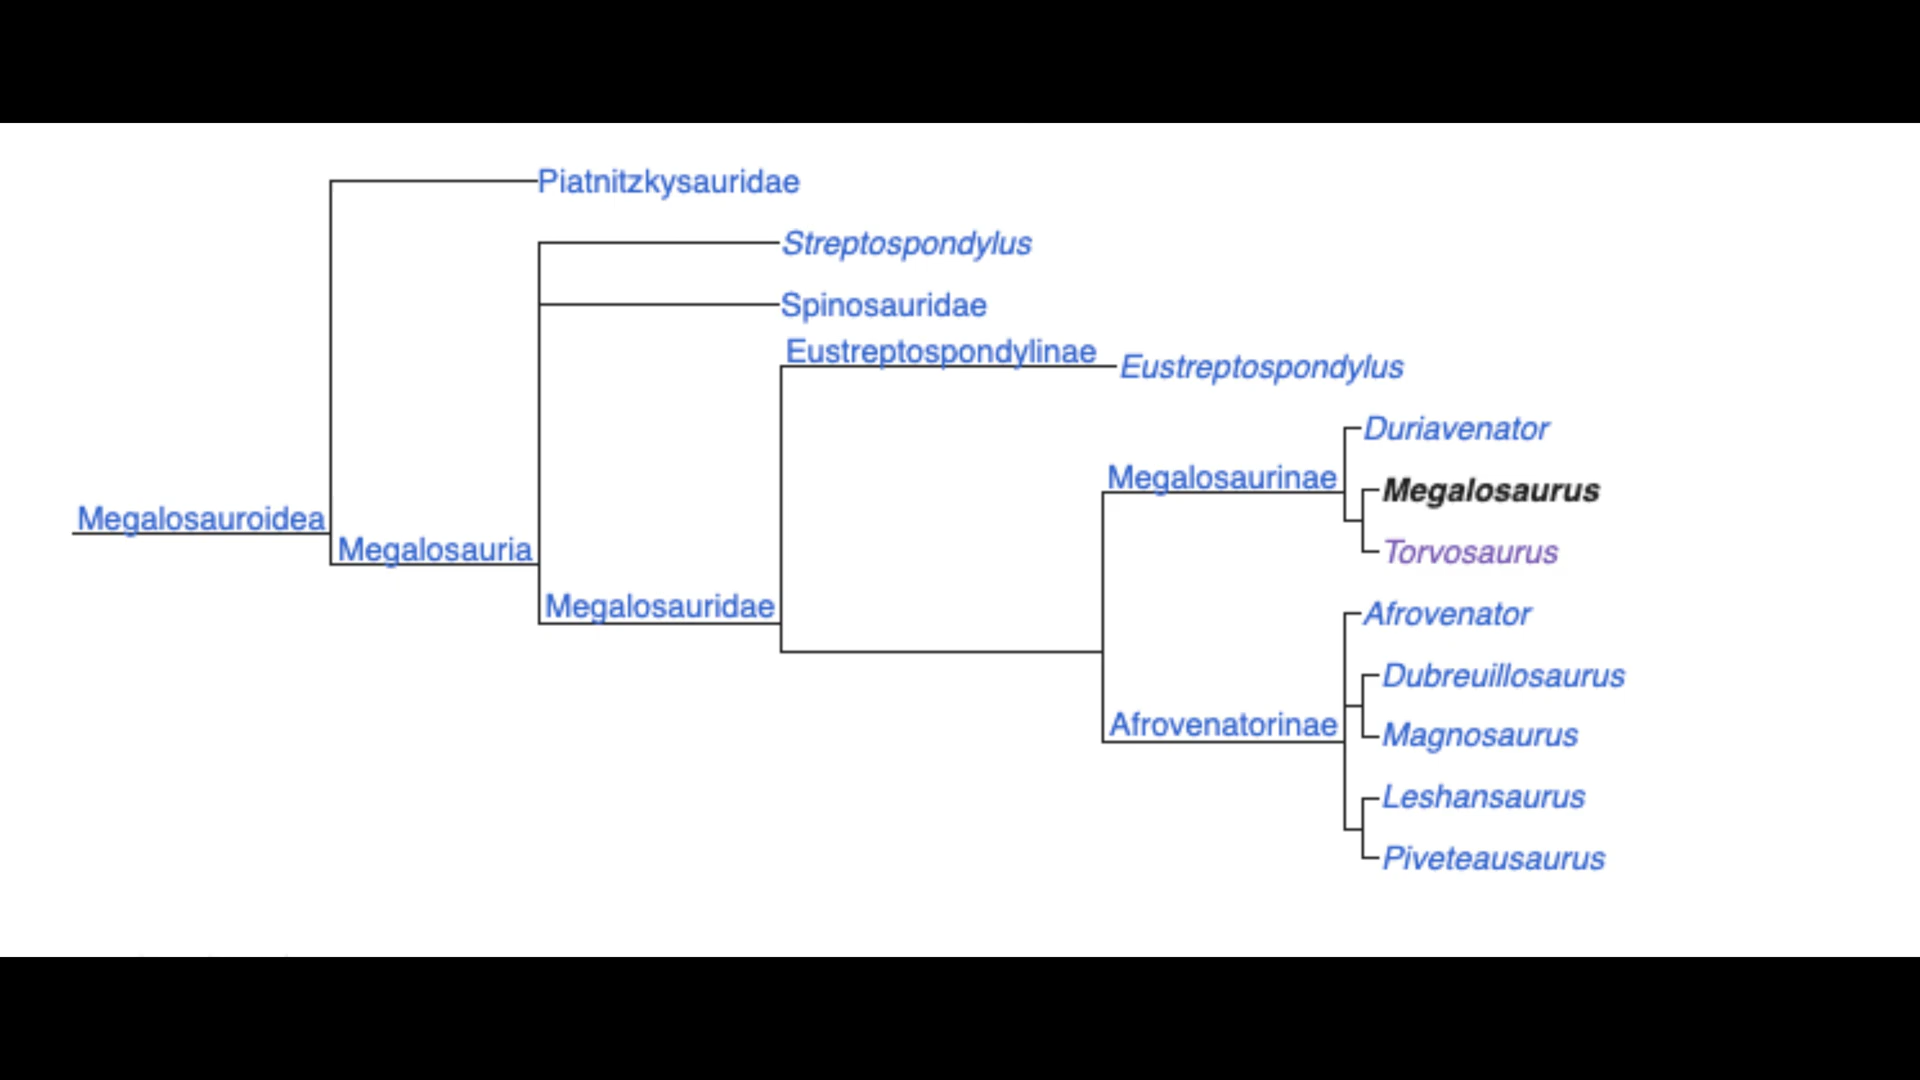 Piatnitzkysauridae
Streptospondylus
Spinosauridae
Eustreptospondylinae
Eustreptospondylus
Duriavenator
Megalosaurinae
Megalosaurus
Megalosauroidea
Megalosauria
Torvosaurus
Megalosauridae
Afrovenator
Dubreuillosaurus
Afrovenatorinae
Magnosaurus
Leshansaurus
Piveteausaurus